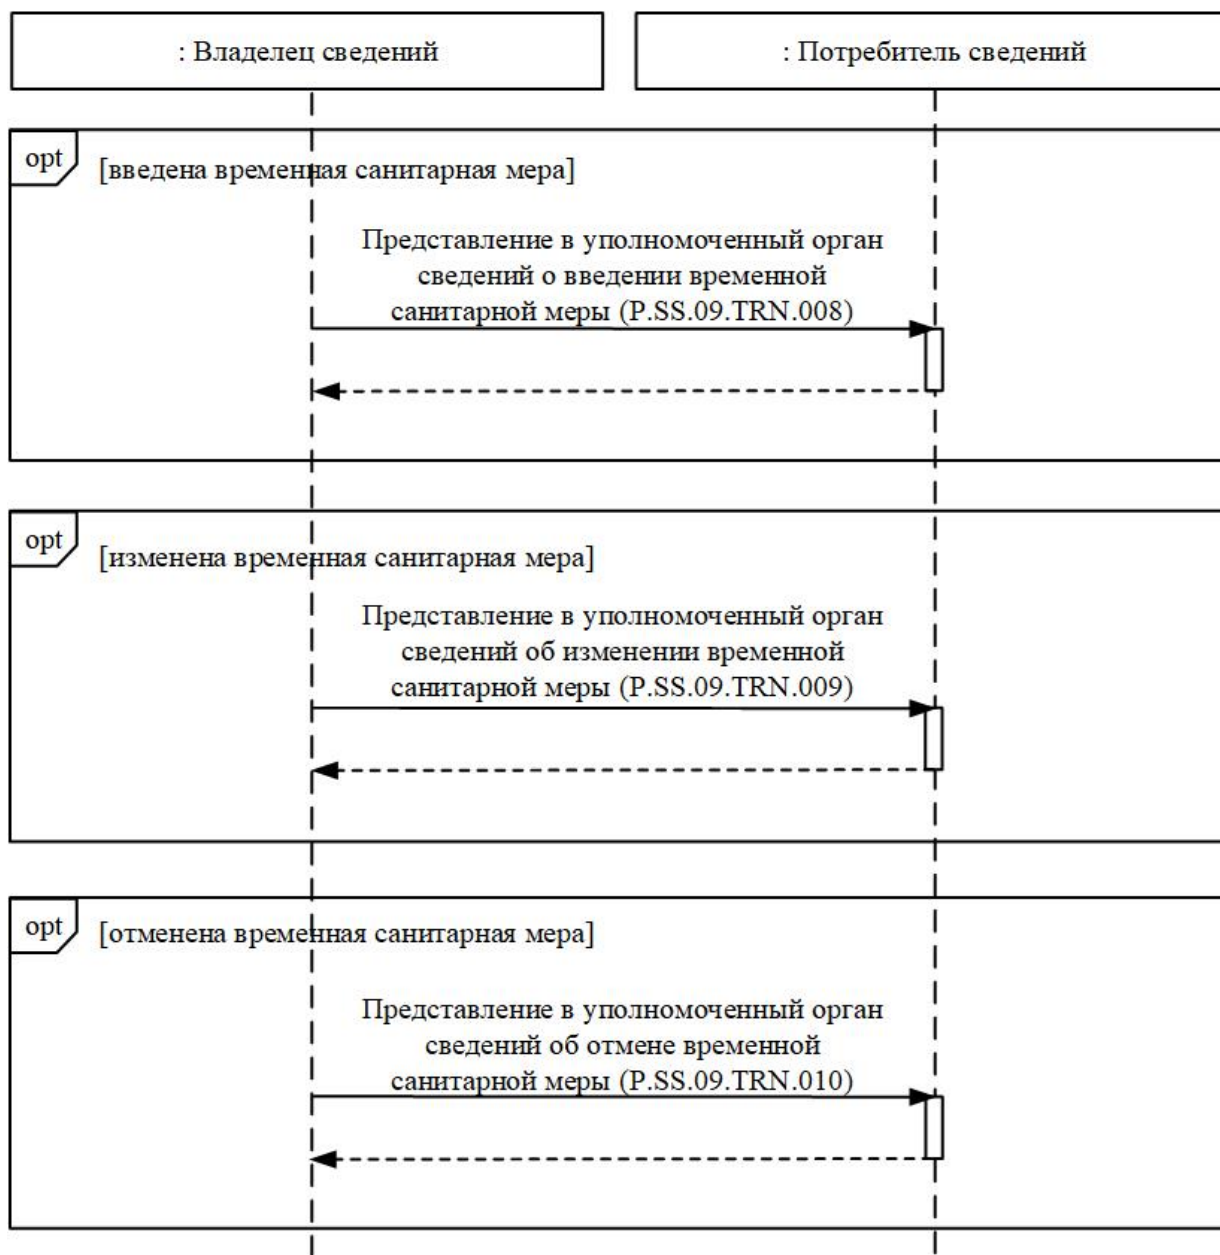 : Владелец сведений
: Потребитель сведений
opt
[введена временная санитарная мера]
Представление в уполномоченный орган
сведений о введении временной
санитарной меры (P.SS.09.TRN.008)
opt
[изменена временная санитарная мера]
Представление в уполномоченный орган
сведений об изменении временной
санитарной меры (P.SS.09.TRN.009)
opt
[отменена временная санитарная мера]
Представление в уполномоченный орган
сведений об отмене временной
санитарной меры (P.SS.09.TRN.010)